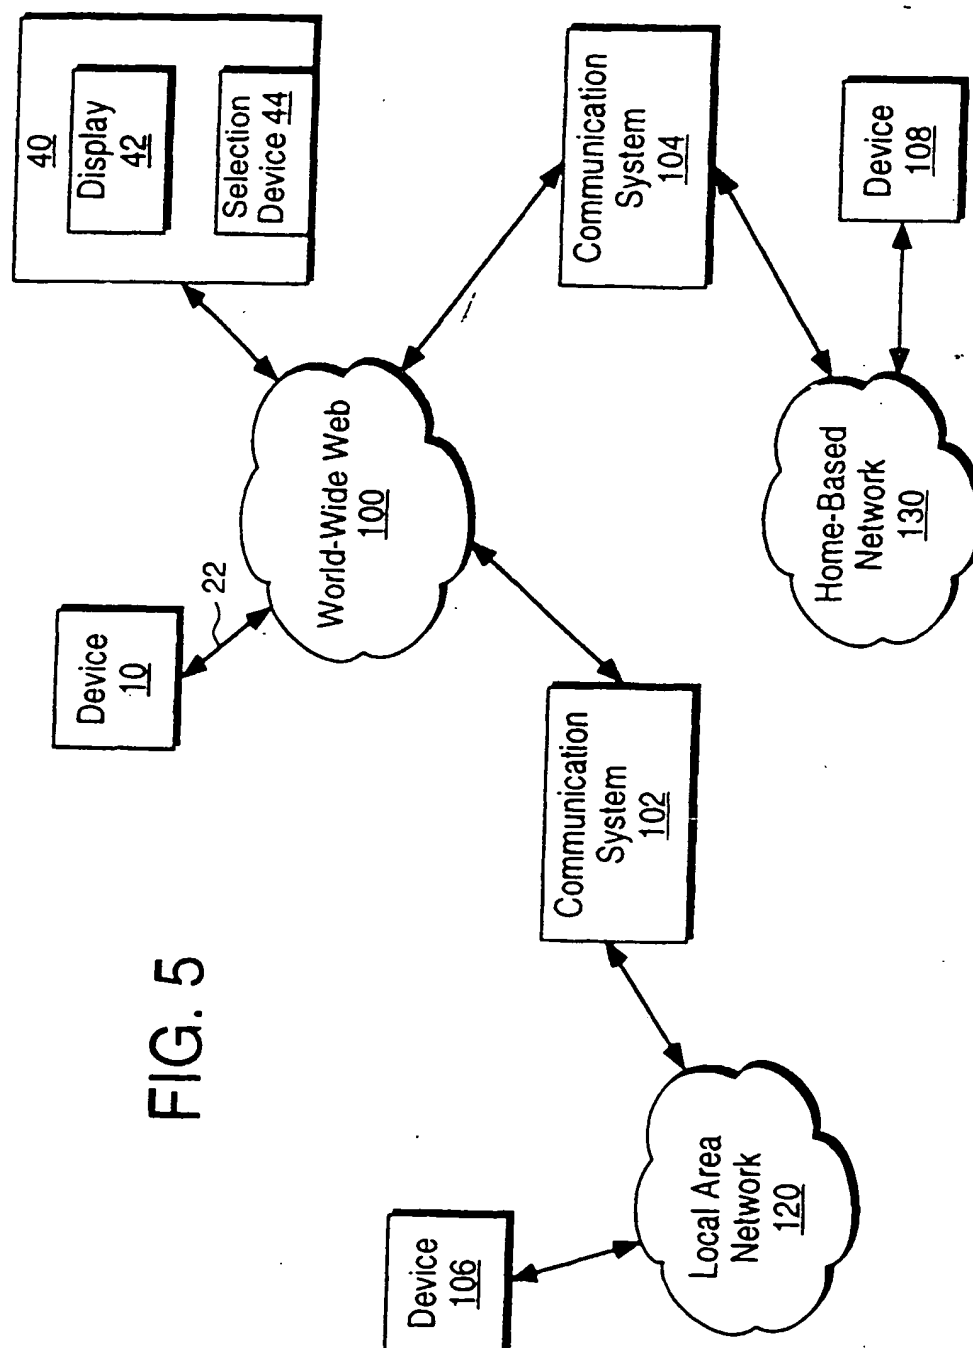 FIG. 5
40
Display
42
Selection
Device 44
Device
10
22
World-Wide Web
100
Communication
System
104
Communication
System
102
Device
108
Home-Based
Network
130
Local Area
Network
120
Device
106